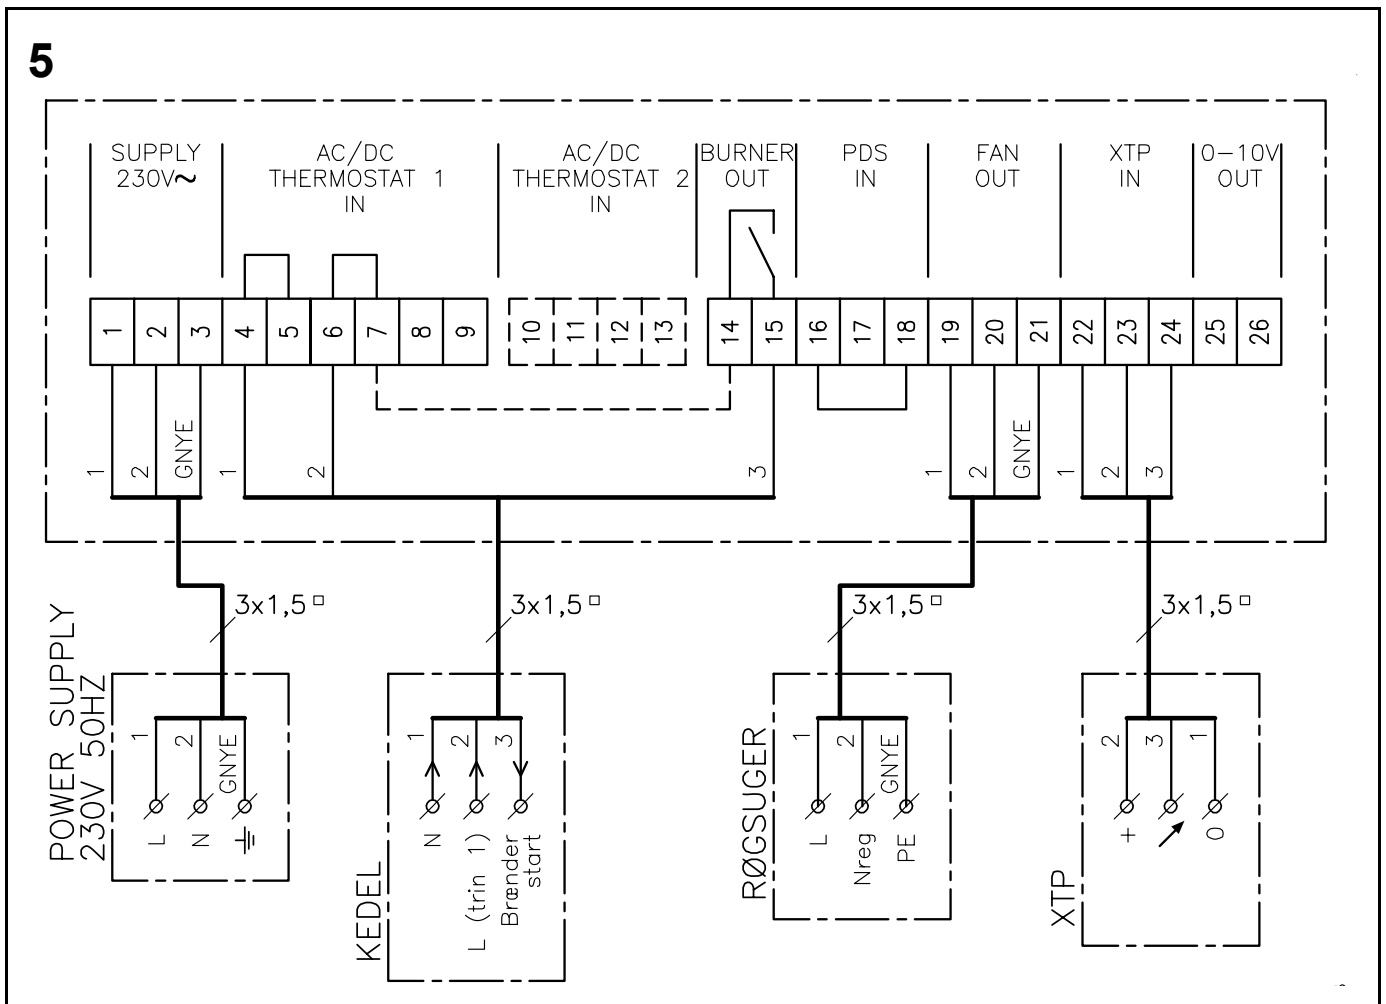 5
SUPPLY
230V~
AC/DC
THERMOSTAT 1
IN
AC/DC
THERMOSTAT 2
IN
BURNER
OUT
PDS
IN
FAN
OUT
XTP
IN
0-10V
OUT
1 2 3 4 5 6 7 8 9 10 11 12 13 14 15 16 17 18 19 20 21 22 23 24 25 26
1 2 GNYE 1 2 3 1 2 GNYE 1 2 3
3x1,5□ 3x1,5□ 3x1,5□ 3x1,5□
POWER SUPPLY
230V 50HZ
1 2 GNYE
L N
KEDEL
1 2 3
N
L (trin 1)
Brænder
start
RØGSUGER
1 2 GNYE
L Nreg PE
XTP
2 3 1
+ 0